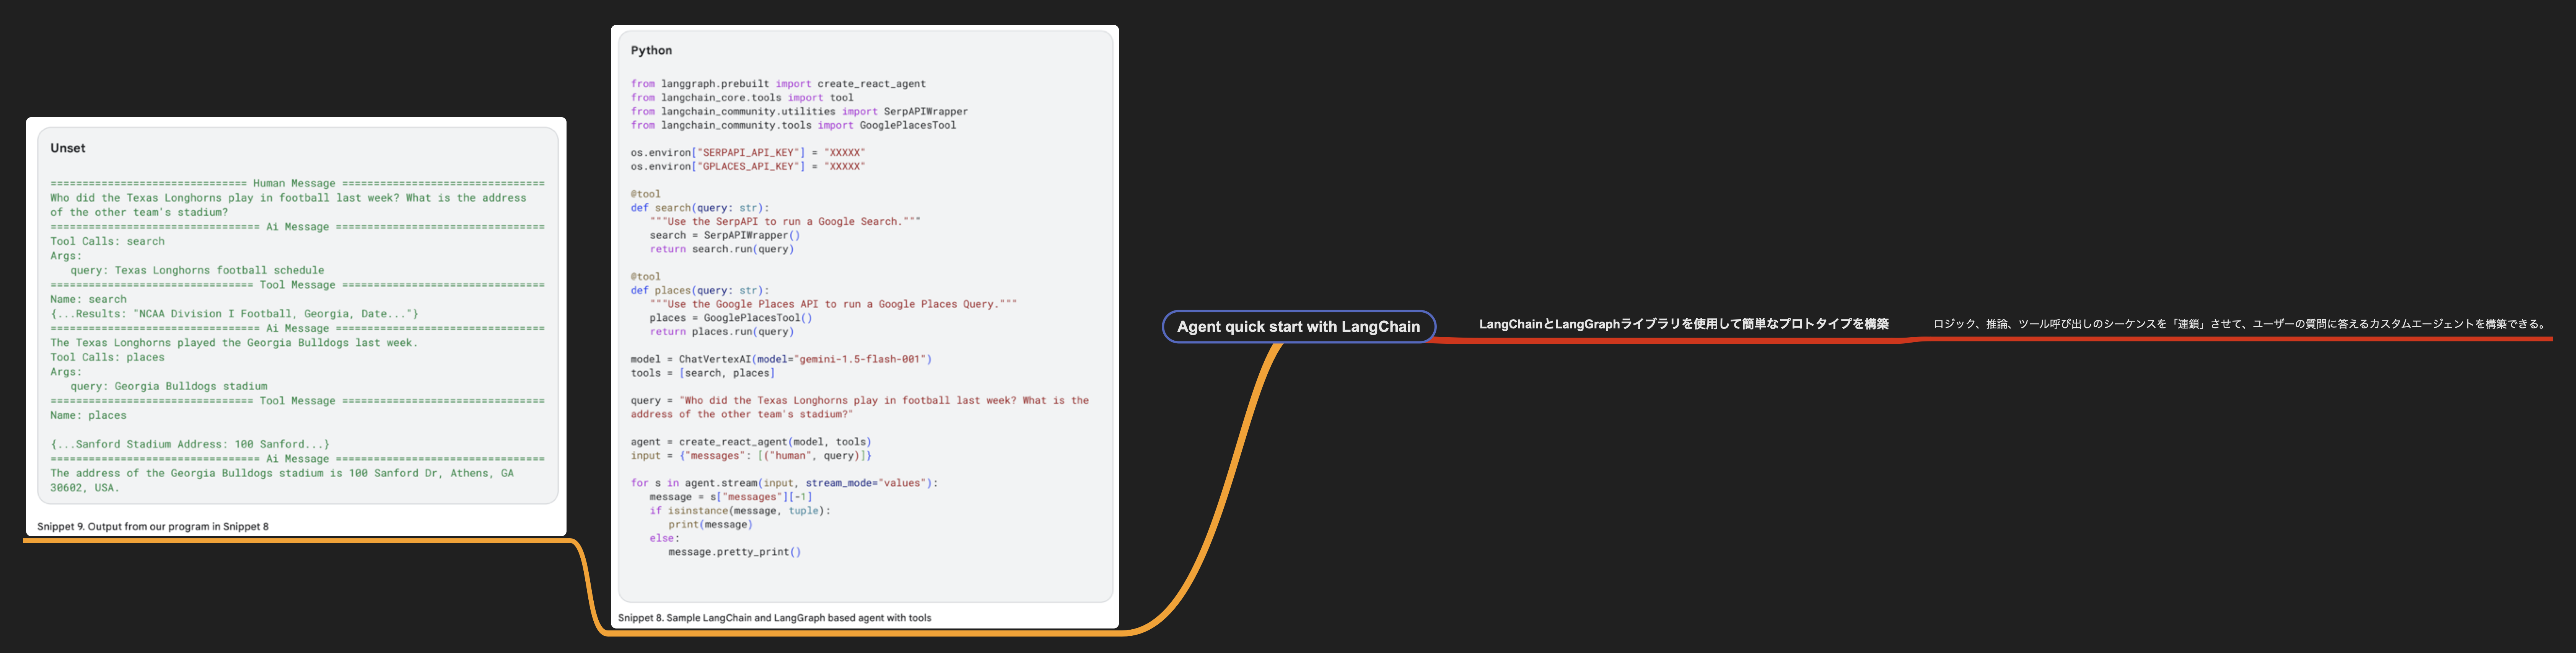 Unset
=============================== Human Message ================================
Who did the Texas Longhorns play in football last week? What is the address
of the other team's stadium?
================================= Ai Message =================================
Tool Calls: search
Args:
query: Texas Longhorns football schedule
================================ Tool Message ================================
Name: search
{...Results: "NCAA Division I Football, Georgia, Date..."}
================================= Ai Message =================================
The Texas Longhorns played the Georgia Bulldogs last week.
Tool Calls: places
Args:
query: Georgia Bulldogs stadium
================================ Tool Message ================================
Name: places
{...Sanford Stadium Address: 100 Sanford...}
================================= Ai Message =================================
The address of the Georgia Bulldogs stadium is 100 Sanford Dr, Athens, GA
30602, USA.
Snippet 9. Output from our program in Snippet 8
Python
from langgraph.prebuilt import create_react_agent
from langchain_core.tools import tool
from langchain_community.utilities import SerpAPIWrapper
from langchain_community.tools import GooglePlacesTool
os.environ["SERPAPI_API_KEY"] = "XXXXX"
os.environ["GPLACES_API_KEY"] = "XXXXX"
@tool
def search(query: str):
"""Use the SerpAPI to run a Google Search."""
search = SerpAPIWrapper()
return search.run(query)
@tool
def places(query: str):
"""Use the Google Places API to run a Google Places Query."""
places = GooglePlacesTool()
return places.run(query)
model = ChatVertexAI(model="gemini-1.5-flash-001")
tools = [search, places]
query = "Who did the Texas Longhorns play in football last week? What is the
address of the other team's stadium?"
agent = create_react_agent(model, tools)
input = {"messages": [("human", query)]}
for s in agent.stream(input, stream_mode="values"):
message = s["messages"][-1]
if isinstance(message, tuple):
print(message)
else:
message.pretty_print()
Snippet 8. Sample LangChain and LangGraph based agent with tools
Agent quick start with LangChain
LangChainとLangGraphライブラリを使用して簡単なプロトタイプを構築
ロジック、推論、ツール呼び出しのシーケンスを「連鎖」させて、ユーザーの質問に答えるカスタムエージェントを構築できる。